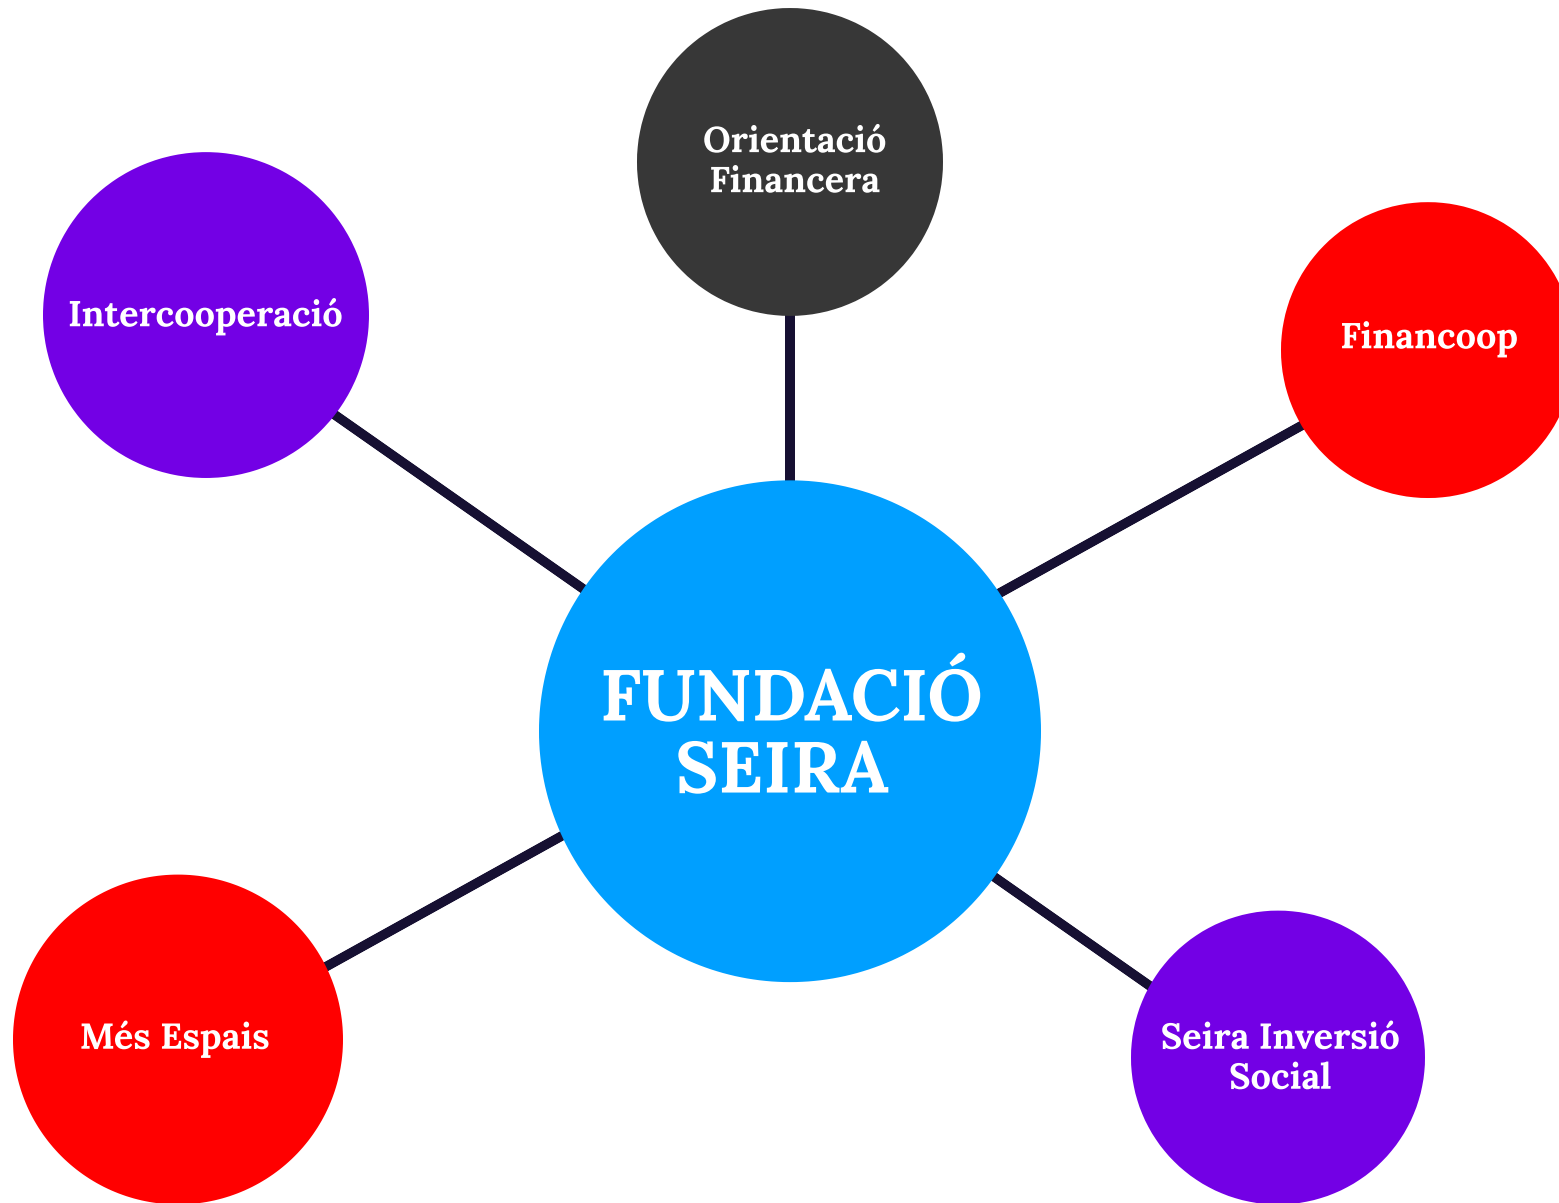 Orientació
Financera
Intercooperació
Financoop
FUNDACIÓ
SEIRA
Més Espais
Seira Inversió
Social